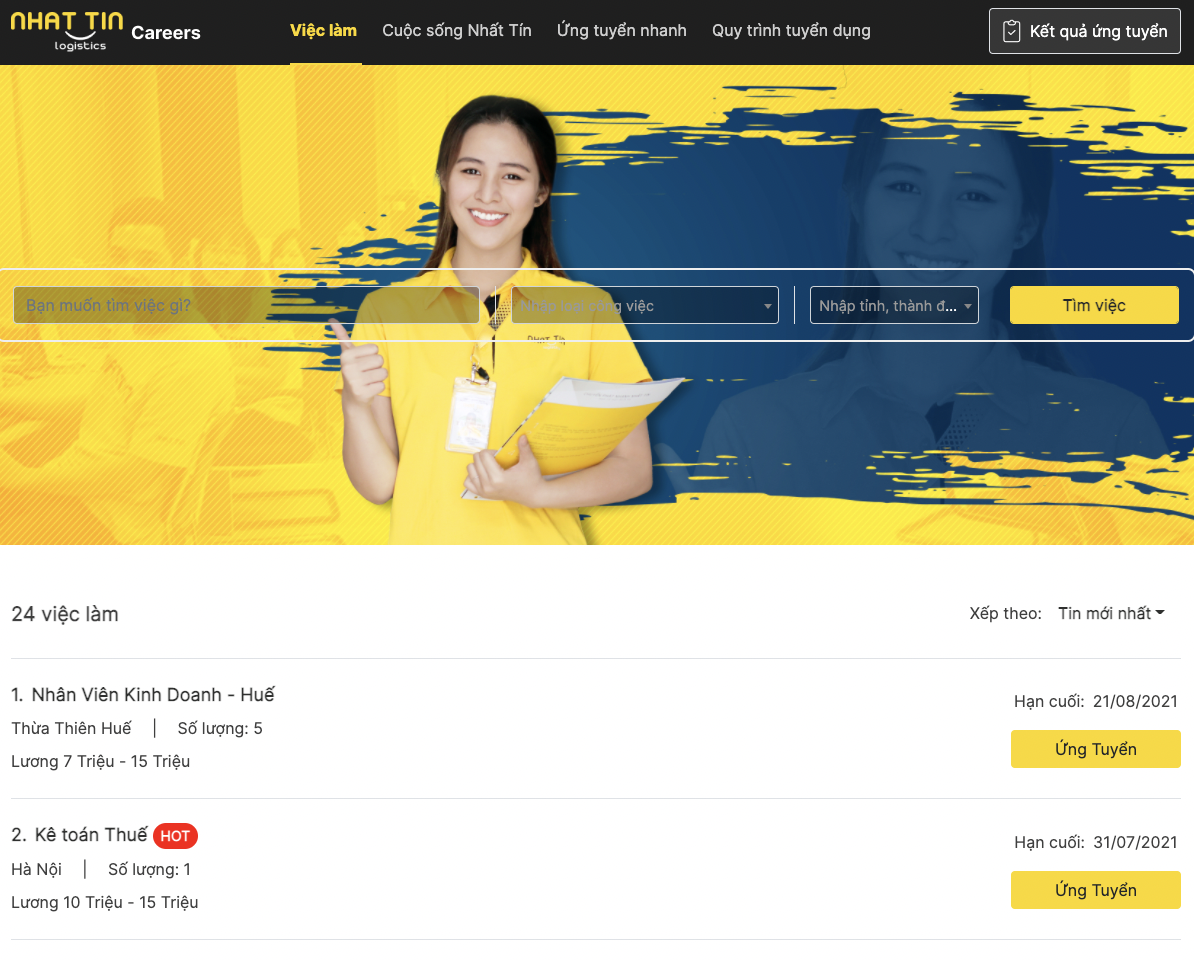 NHAT TIN
logistics
Careers
Việc làm
Cuộc sống Nhất Tín
Ứng tuyển nhanh
Quy trình tuyển dụng
Kết quả ứng tuyển
Bạn muốn tìm việc gì?
Nhập loại công việc
Nhập tỉnh, thành đ...
Tìm việc
NHAT TIN
24 việc làm
Xếp theo: Tin mới nhất
1. Nhân Viên Kinh Doanh - Huế
Hạn cuối: 21/08/2021
Thừa Thiên Huế | Số lượng: 5
Ứng Tuyển
Lương 7 Triệu - 15 Triệu
2. Kê toán Thuế HOT
Hạn cuối: 31/07/2021
Hà Nội | Số lượng: 1
Ứng Tuyển
Lương 10 Triệu - 15 Triệu